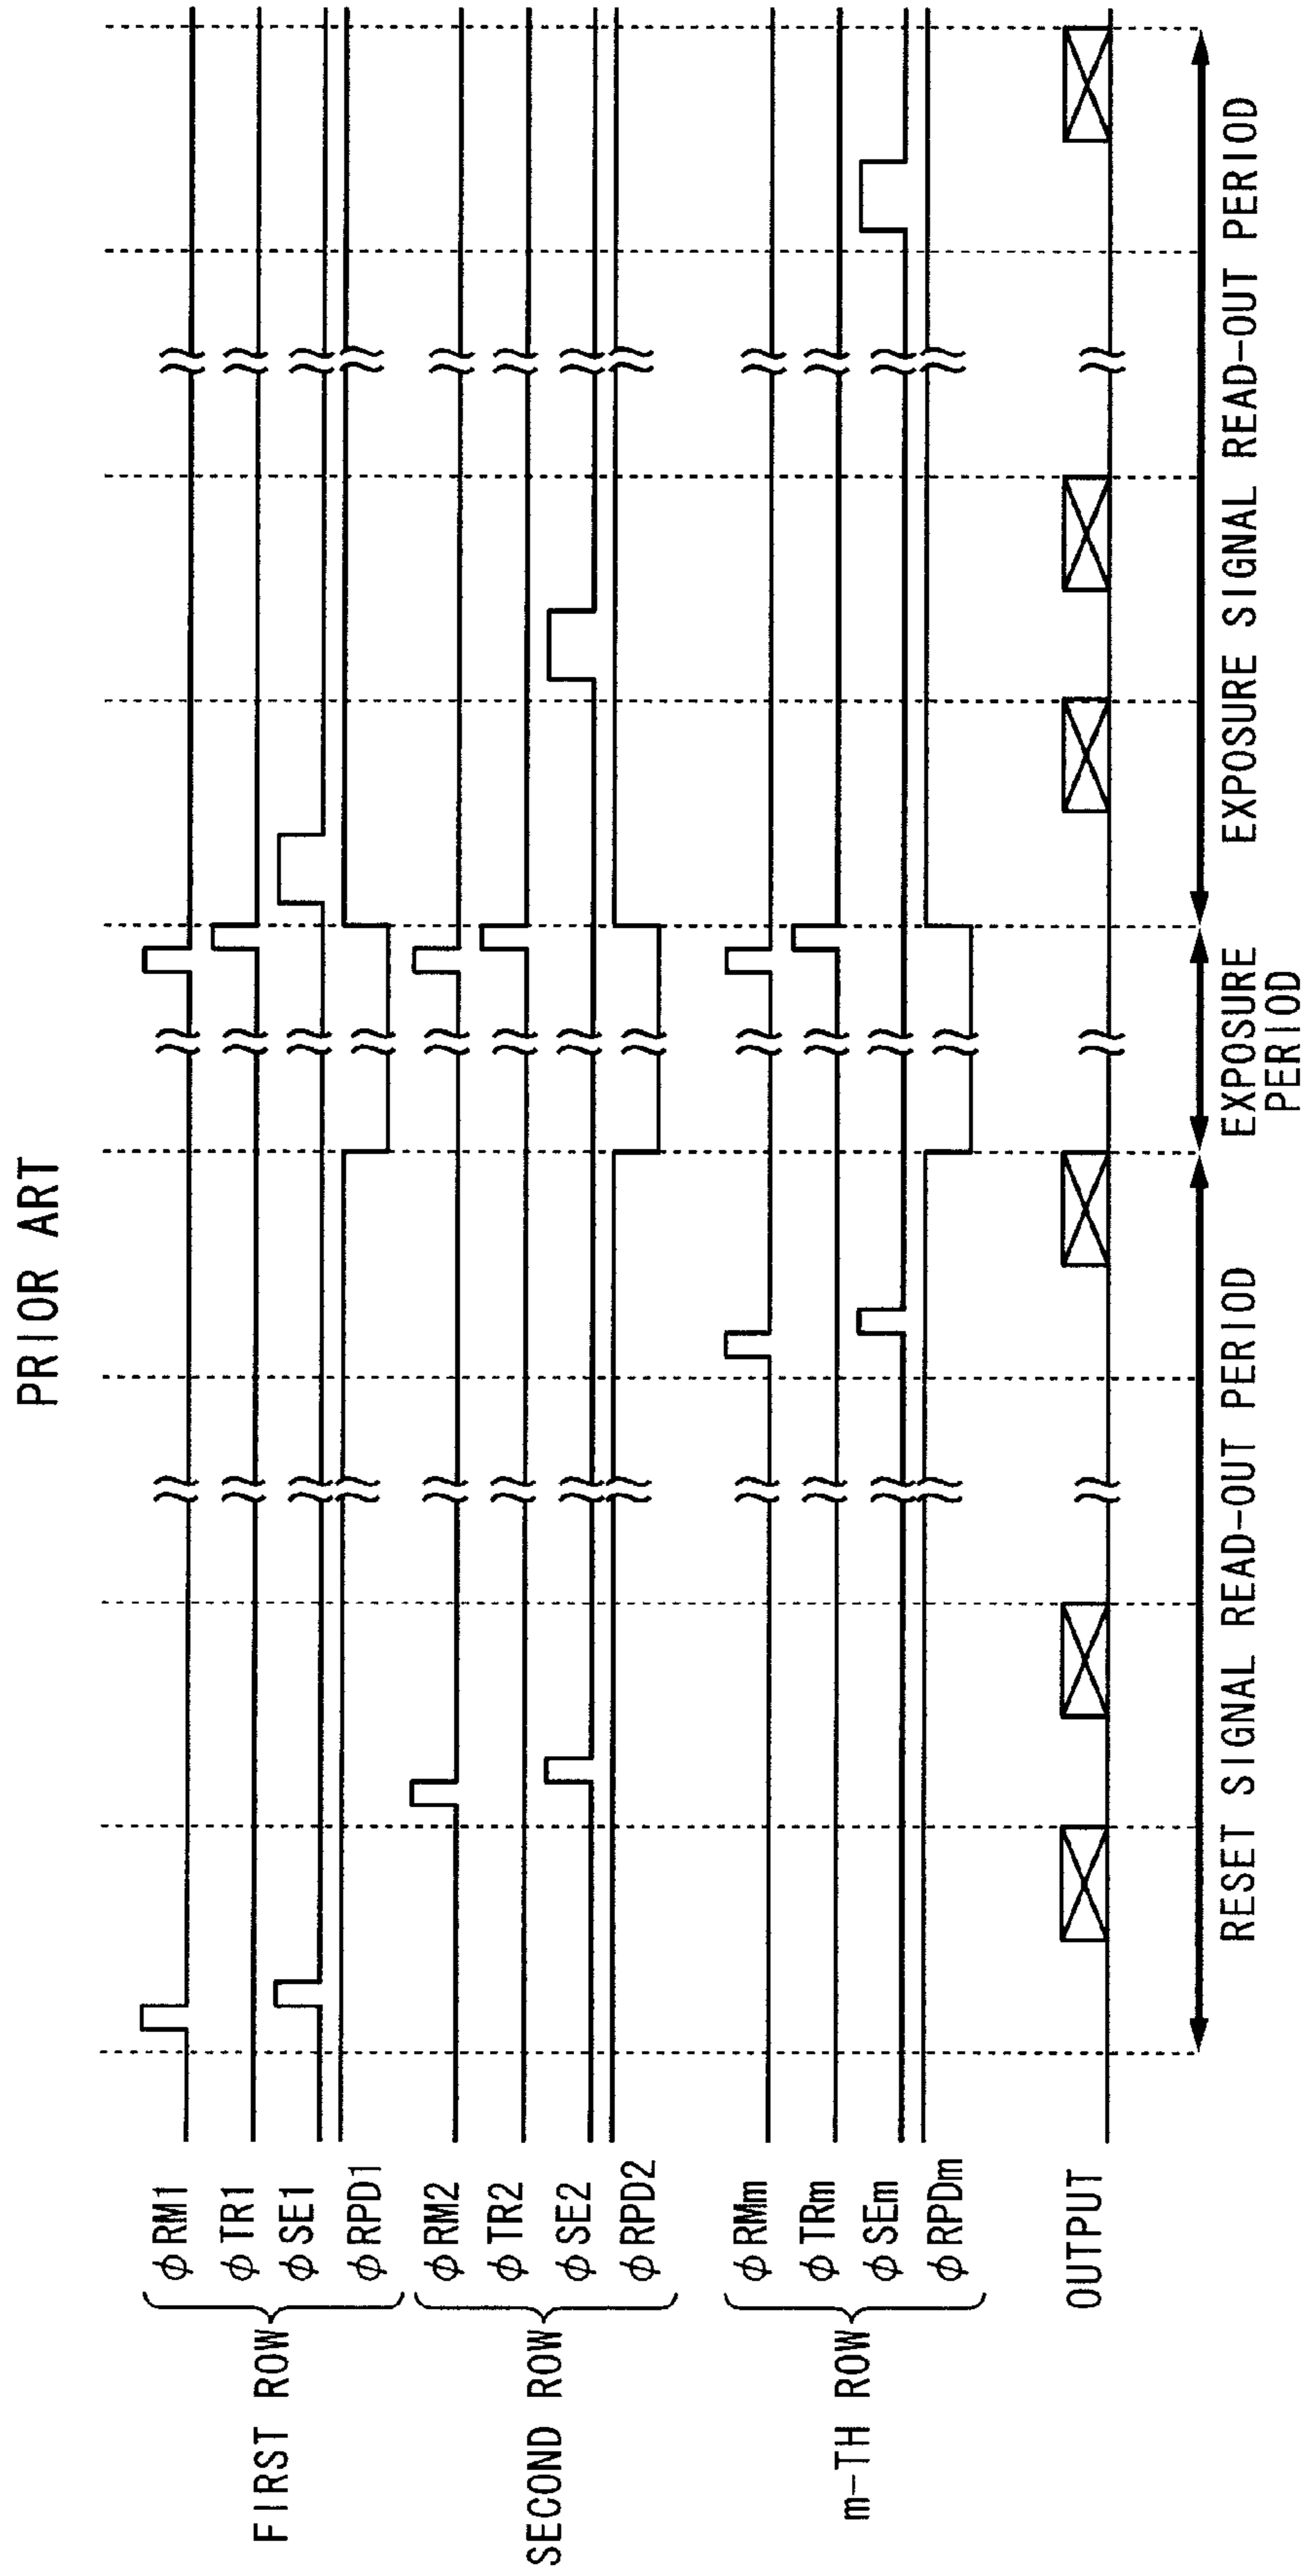 PRIOR ART
FIRST ROW
φRM1
φTR1
φSE1
φRPD1
SECOND ROW
φRM2
φTR2
φSE2
φRPD2
m-TH ROW
φRMm
φTRm
φSEm
φRPDm
OUTPUT
RESET SIGNAL READ-OUT PERIOD
EXPOSURE
PERIOD
EXPOSURE SIGNAL READ-OUT PERIOD